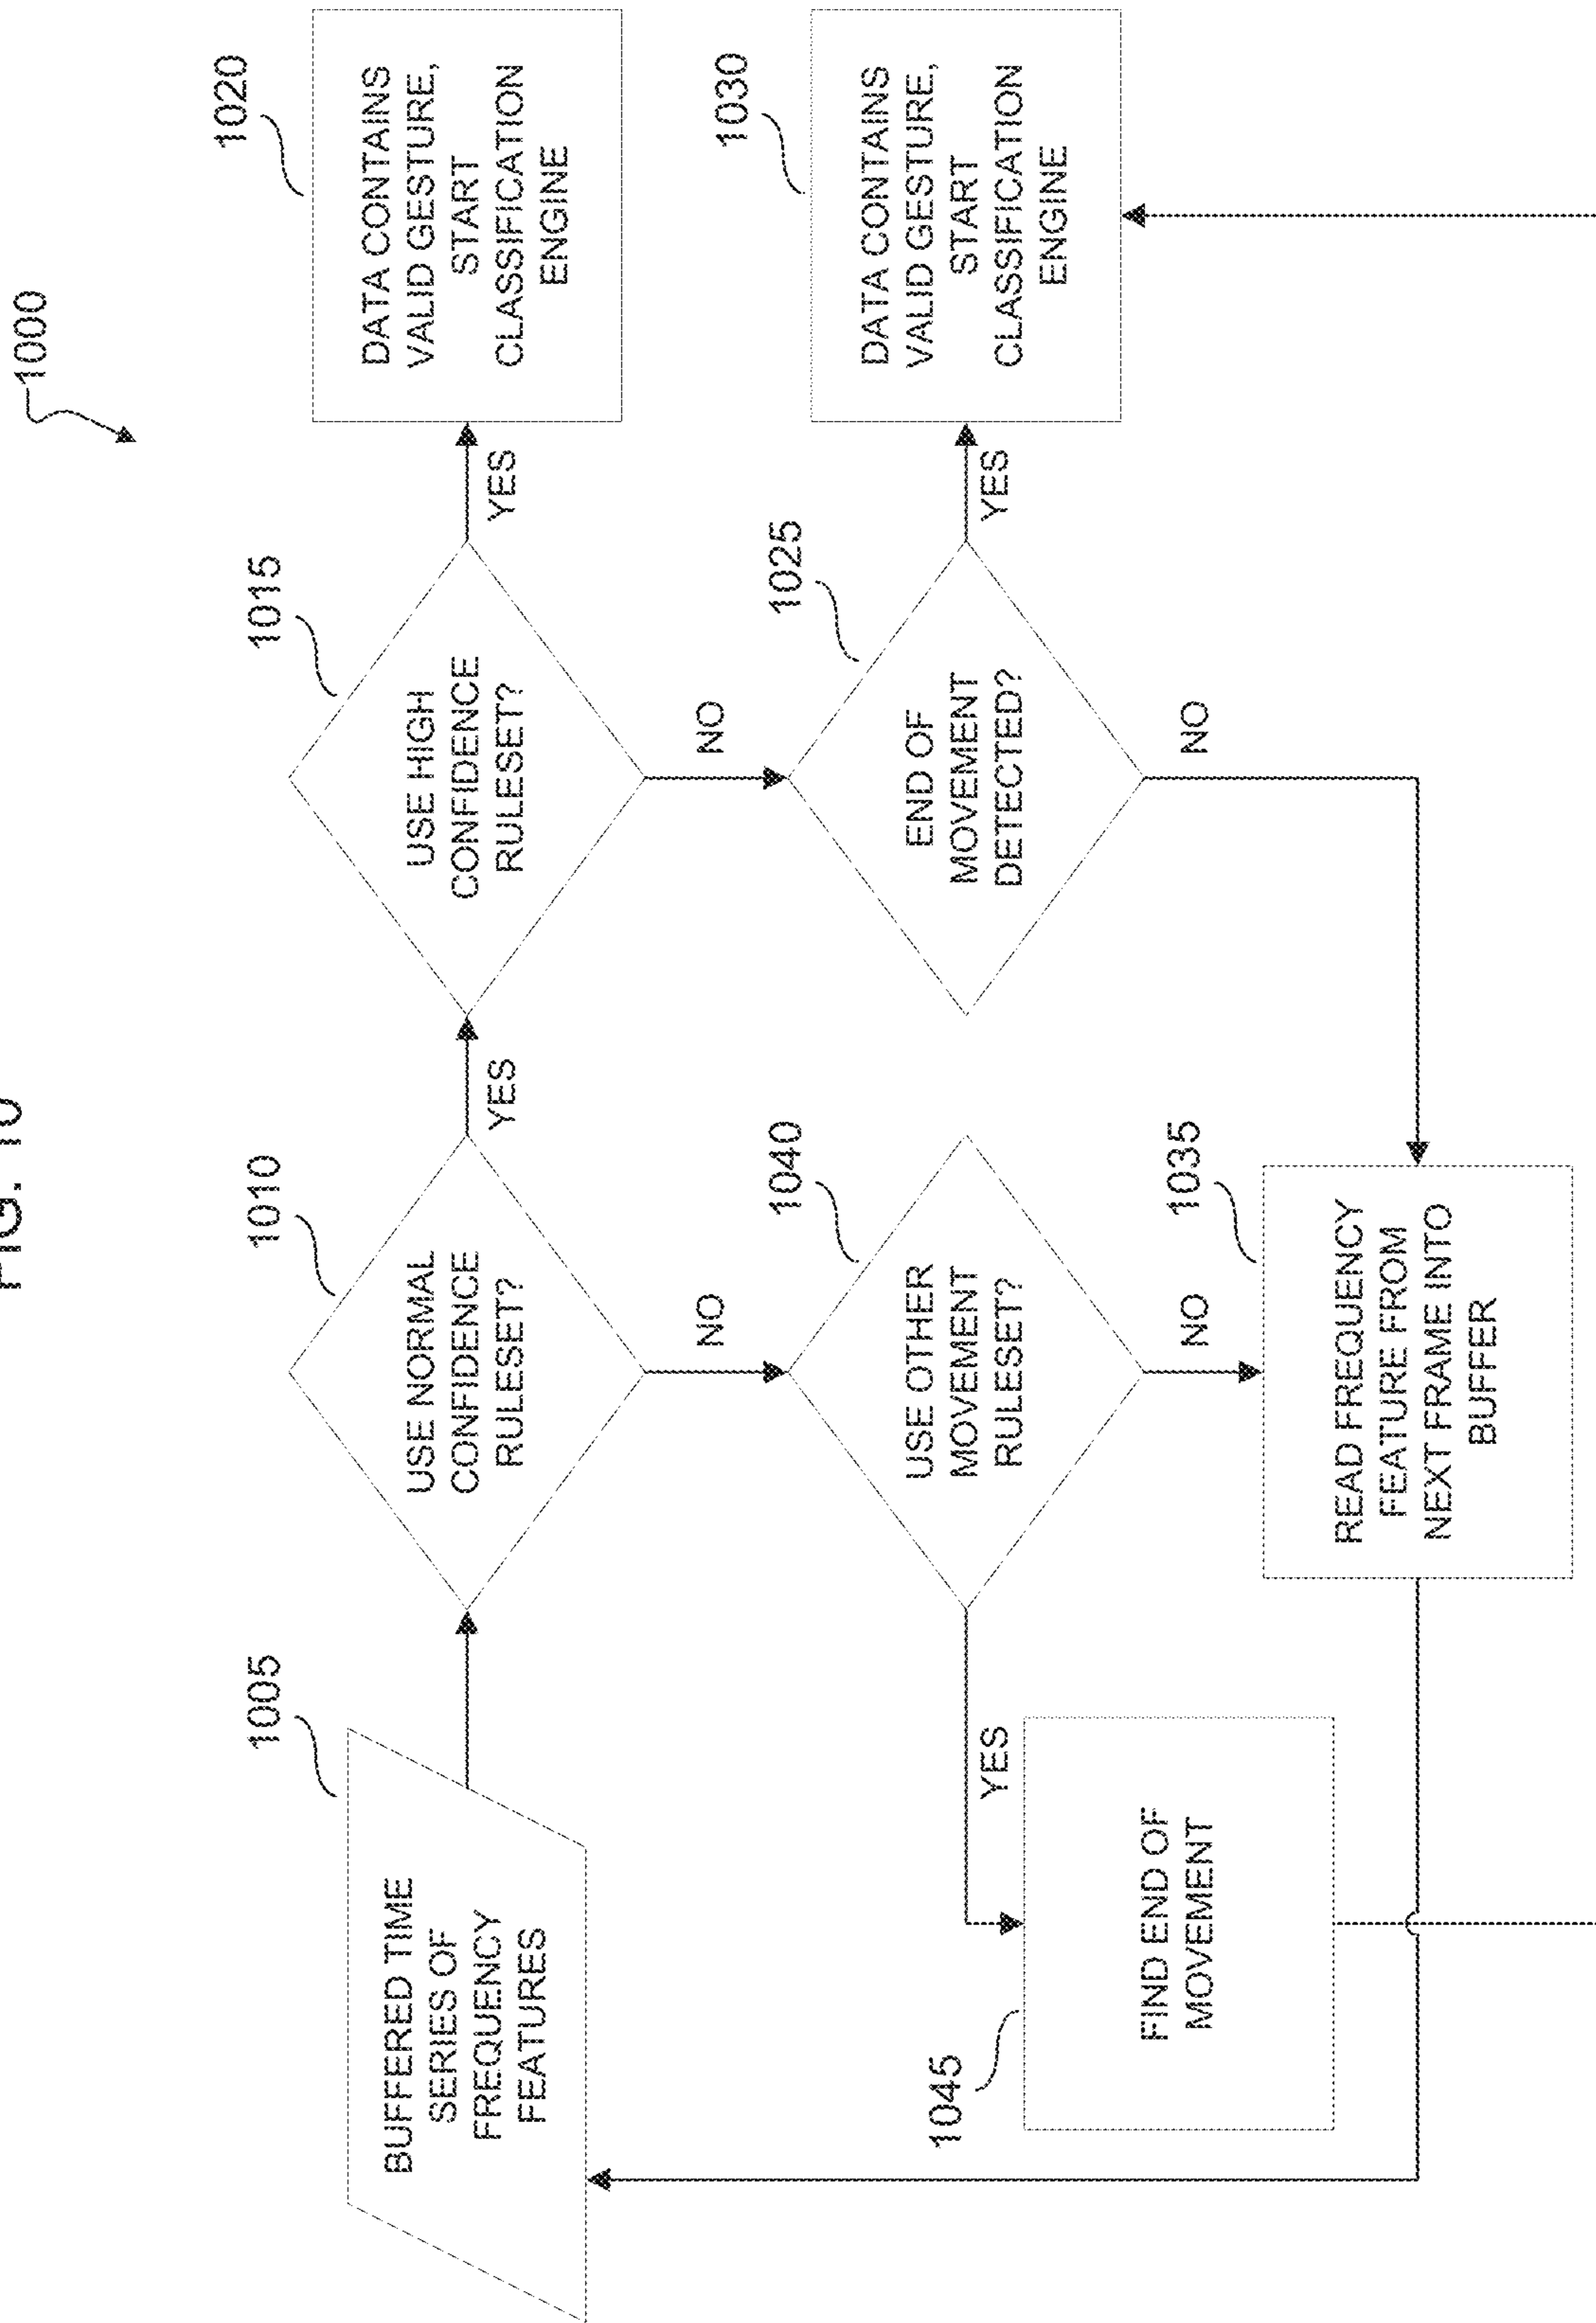 FIG. 10
1000
1005
BUFFERED TIME
SERIES OF
FREQUENCY
FEATURES
1010
USE NORMAL
CONFIDENCE
RULESET?
YES
1015
USE HIGH
CONFIDENCE
RULESET?
YES
1020
DATA CONTAINS
VALID GESTURE,
START
CLASSIFICATION
ENGINE
NO
NO
1040
USE OTHER
MOVEMENT
RULESET?
YES
1025
END OF
MOVEMENT
DETECTED?
YES
1030
DATA CONTAINS
VALID GESTURE,
START
CLASSIFICATION
ENGINE
1045
FIND END OF
MOVEMENT
NO
NO
1035
READ FREQUENCY
FEATURE FROM
NEXT FRAME INTO
BUFFER